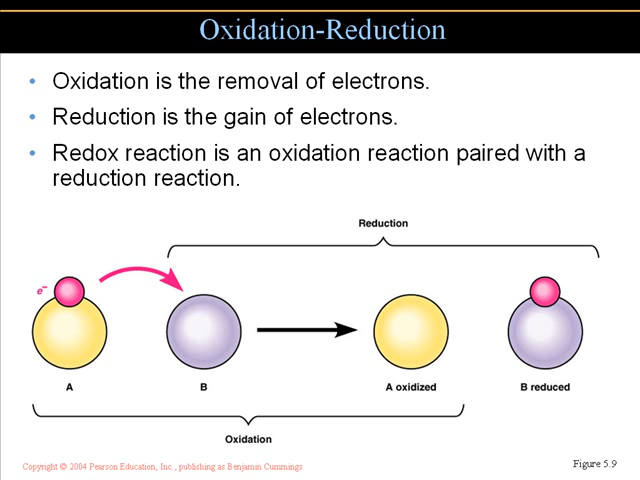 Oxidation-Reduction
• Oxidation is the removal of electrons.
• Reduction is the gain of electrons.
• Redox reaction is an oxidation reaction paired with a
reduction reaction.
Reduction
e⁻
A
B
A oxidized
B reduced
Oxidation
Copyright © 2004 Pearson Education, Inc., publishing as Benjamin Cummings
Figure 5.9